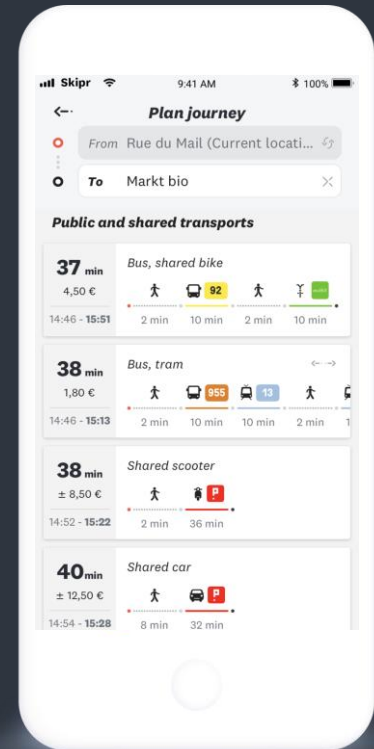 Skipr 9:41 AM 100%
Plan journey
From Rue du Mail (Current locati...
To Markt bio
Public and shared transports
37 min
4,50 €
14:46 - 15:51
Bus, shared bike
92
2 min 10 min 2 min 10 min
38 min
1,80 €
14:46 - 15:13
Bus, tram
955 13
2 min 10 min 10 min 2 min 1
38 min
± 8,50 €
14:52 - 15:22
Shared scooter
P
2 min 36 min
40 min
± 12,50 €
14:54 - 15:28
Shared car
P
8 min 32 min